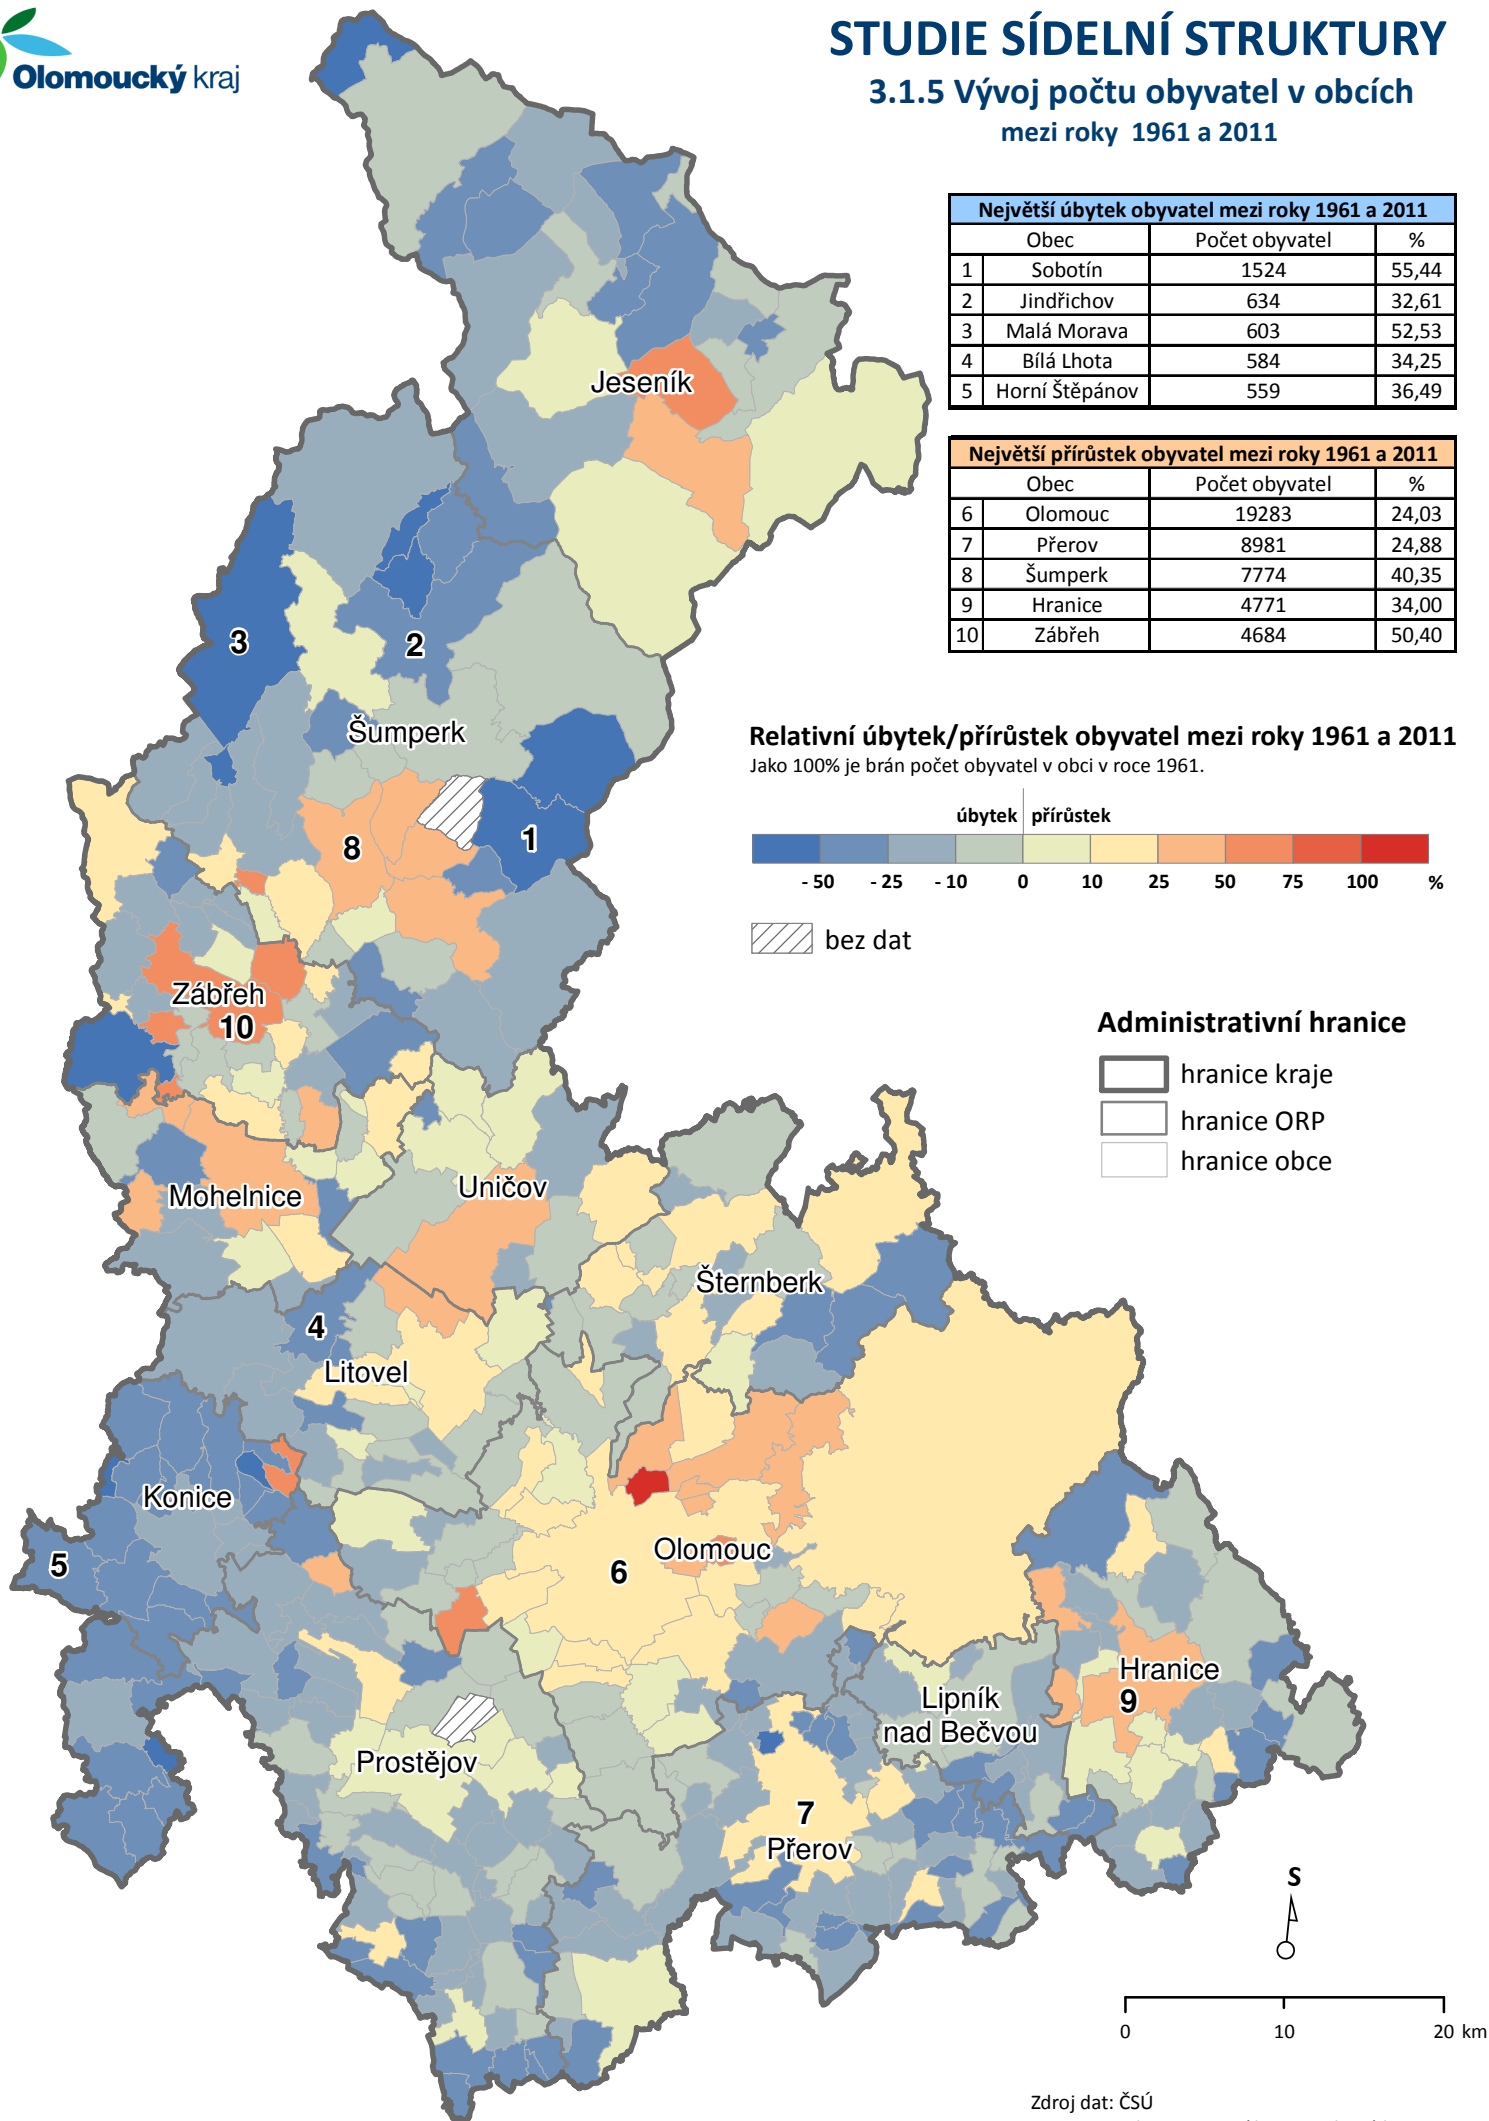 Olomoucký kraj
STUDIE SÍDELNÍ STRUKTURY
3.1.5 Vývoj počtu obyvatel v obcích
mezi roky 1961 a 2011
Největší úbytek obyvatel mezi roky 1961 a 2011
Obec Počet obyvatel %
1 Sobotín 1524 55,44
2 Jindřichov 634 32,61
3 Malá Morava 603 52,53
4 Bílá Lhota 584 34,25
5 Horní Štěpánov 559 36,49
Největší přírůstek obyvatel mezi roky 1961 a 2011
Obec Počet obyvatel %
6 Olomouc 19283 24,03
7 Přerov 8981 24,88
8 Šumperk 7774 40,35
9 Hranice 4771 34,00
10 Zábřeh 4684 50,40
Relativní úbytek/přírůstek obyvatel mezi roky 1961 a 2011
Jako 100% je brán počet obyvatel v obci v roce 1961.
úbytek přírůstek
- 50 - 25 - 10 0 10 25 50 75 100 %
bez dat
Administrativní hranice
hranice kraje
hranice ORP
hranice obce
Jeseník
3
2
Šumperk
1
8
Zábřeh
10
Mohelnice
Uničov
Šternberk
4
Litovel
Konice
5
Olomouc
6
Hranice
9
Lipník
nad Bečvou
Prostějov
7
Přerov
S
0 10 20 km
Zdroj dat: ČSÚ